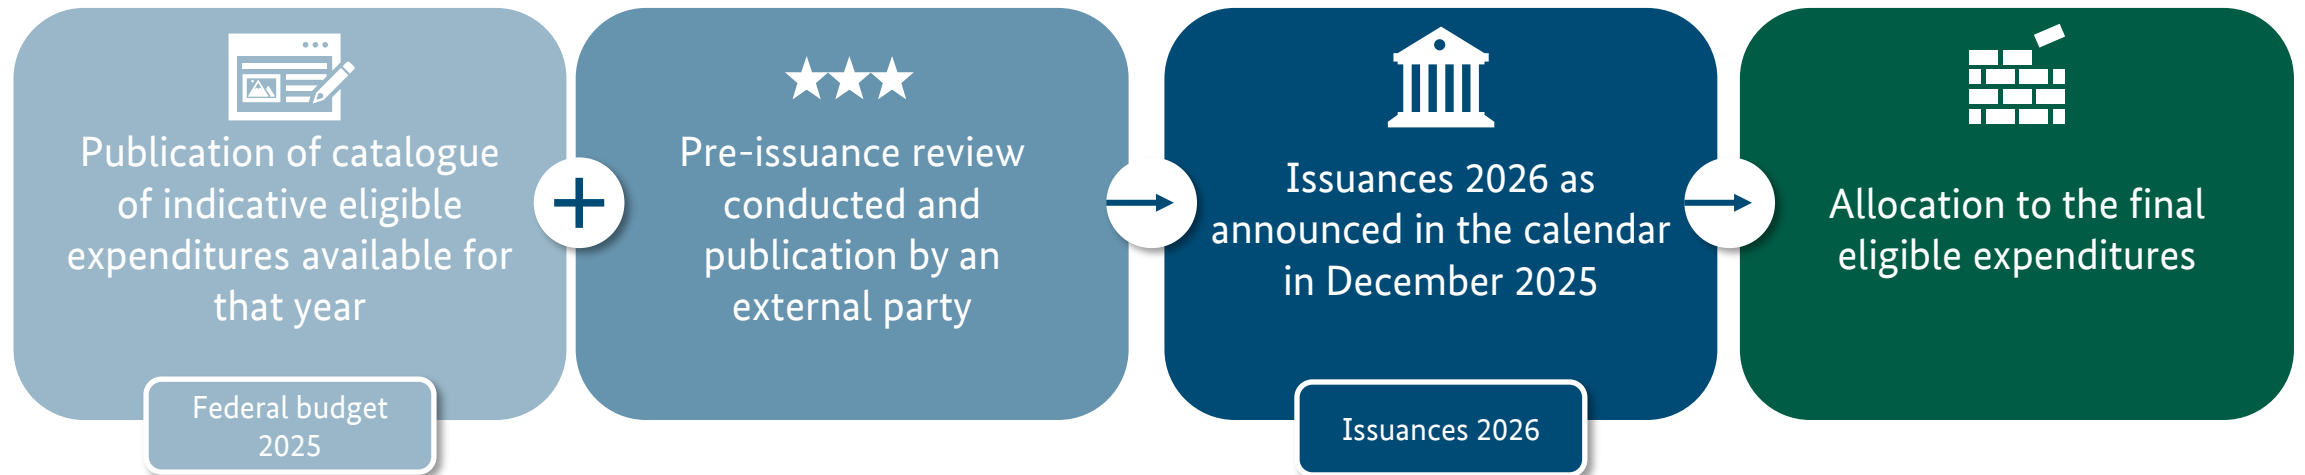 Publication of catalogue
of indicative eligible
expenditures available for
that year
Federal budget
2025
Pre-issuance review
conducted and
publication by an
external party
Issuances 2026 as
announced in the calendar
in December 2025
Issuances 2026
Allocation to the final
eligible expenditures